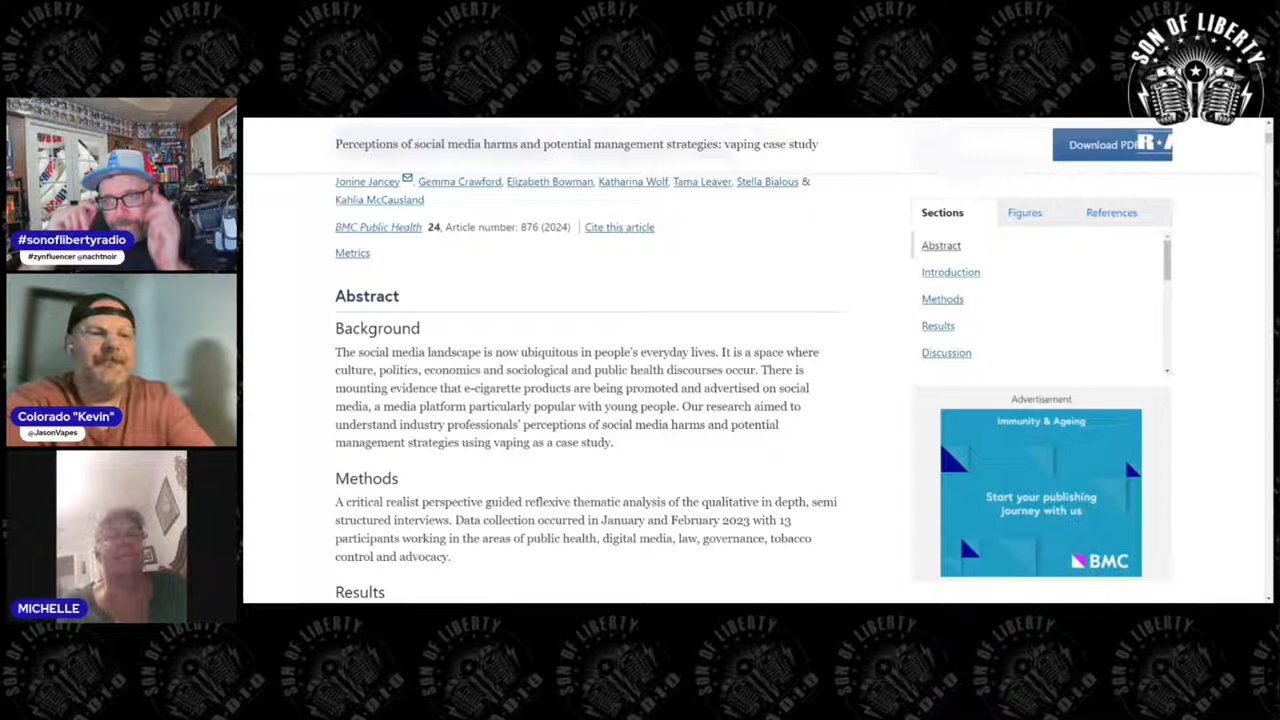 SON OF LIBERTY
R★A
#sonoflibertyradio
#zynfluencer @nachtnoir
Colorado "Kevin"
@JasonVapes
MICHELLE
Perceptions of social media harms and potential management strategies: vaping case study
Download PDF
Jonine Jancey, Gemma Crawford, Elizabeth Bowman, Katharina Wolf, Tama Leaver, Stella Bialous &
Kahlia McCausland
BMC Public Health 24, Article number: 876 (2024) | Cite this article
Metrics
Abstract
Background
The social media landscape is now ubiquitous in people's everyday lives. It is a space where
culture, politics, economics and sociological and public health discourses occur. There is
mounting evidence that e-cigarette products are being promoted and advertised on social
media, a media platform particularly popular with young people. Our research aimed to
understand industry professionals' perceptions of social media harms and potential
management strategies using vaping as a case study.
Methods
A critical realist perspective guided reflexive thematic analysis of the qualitative in depth, semi
structured interviews. Data collection occurred in January and February 2023 with 13
participants working in the areas of public health, digital media, law, governance, tobacco
control and advocacy.
Results
Sections Figures References
Abstract
Introduction
Methods
Results
Discussion
Advertisement
Immunity & Ageing
Start your publishing
journey with us
BMC